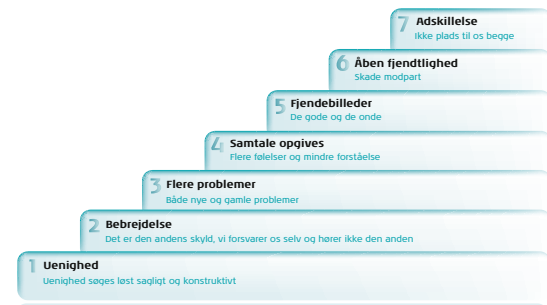 7 Adskillelse
Ikke plads til os begge
6 Åben fjendtlighed
Skade modpart
5 Fjendebilleder
De gode og de onde
4 Samtale opgives
Flere følelser og mindre forståelse
3 Flere problemer
Både nye og gamle problemer
2 Bebrejdelse
Det er den andens skyld, vi forsvarer os selv og hører ikke den anden
1 Uenighed
Uenighed søges løst sagligt og konstruktivt